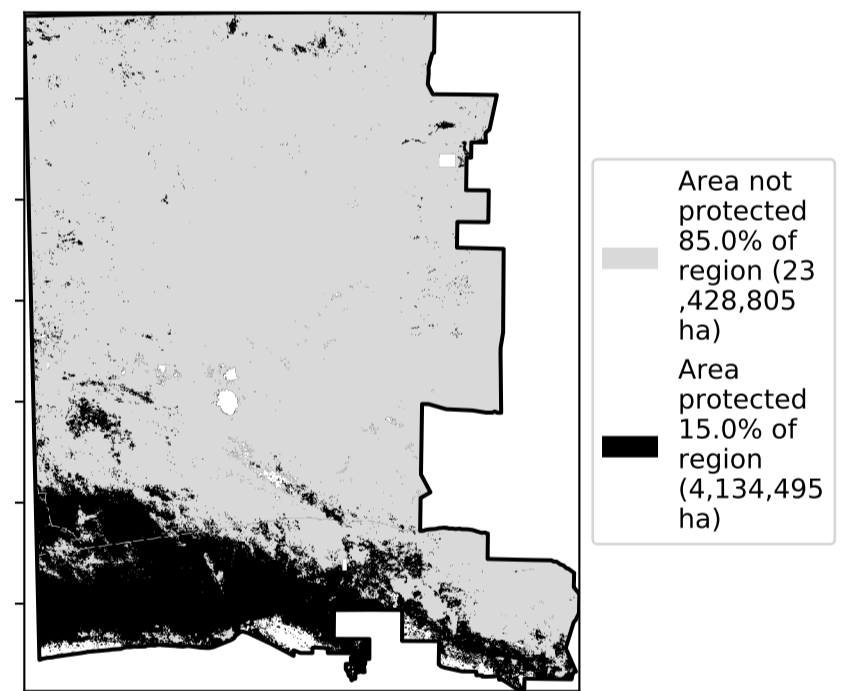 Area not
protected
85.0% of
region (23
,428,805
ha)
Area
protected
15.0% of
region
(4,134,495
ha)